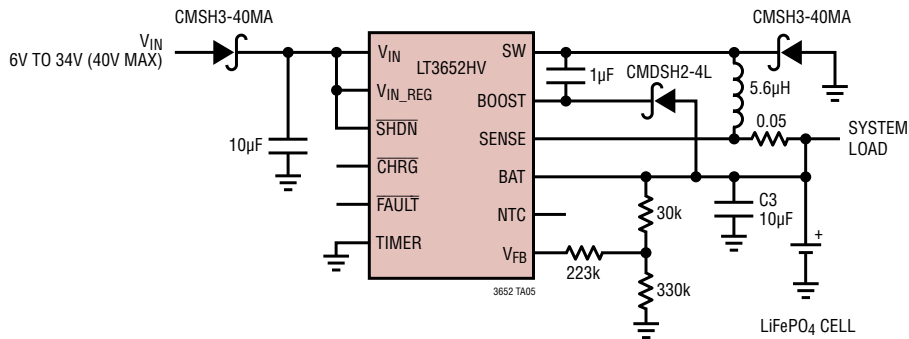 CMSH3-40MA
V_IN
6V TO 34V (40V MAX)
10µF
V_IN
V_IN_REG
SHDN
CHRG
FAULT
TIMER
LT3652HV
SW
BOOST
SENSE
BAT
NTC
V_FB
3652 TA05
1µF
CMDSH2-4L
CMSH3-40MA
5.6µH
0.05
SYSTEM
LOAD
30k
C3
10µF
+
223k
330k
LiFePO4 CELL